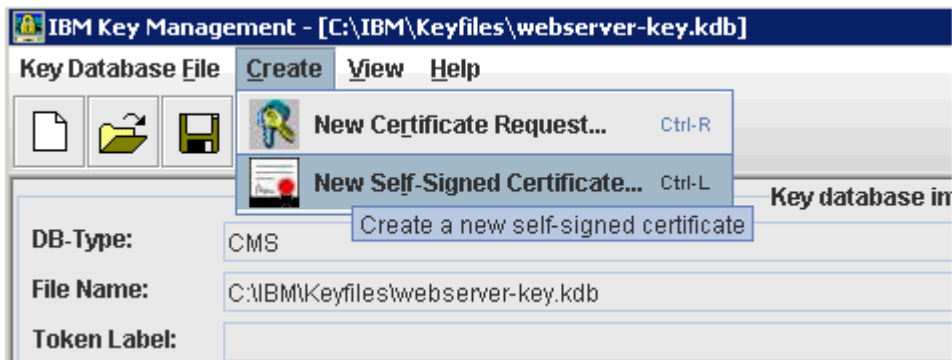 IBM Key Management - [C:\IBM\Keyfiles\webserver-key.kdb]
Key Database File Create View Help
New Certificate Request... Ctrl-R
New Self-Signed Certificate... Ctrl-L
Key database in
Create a new self-signed certificate
DB-Type: CMS
File Name: C:\IBM\Keyfiles\webserver-key.kdb
Token Label: